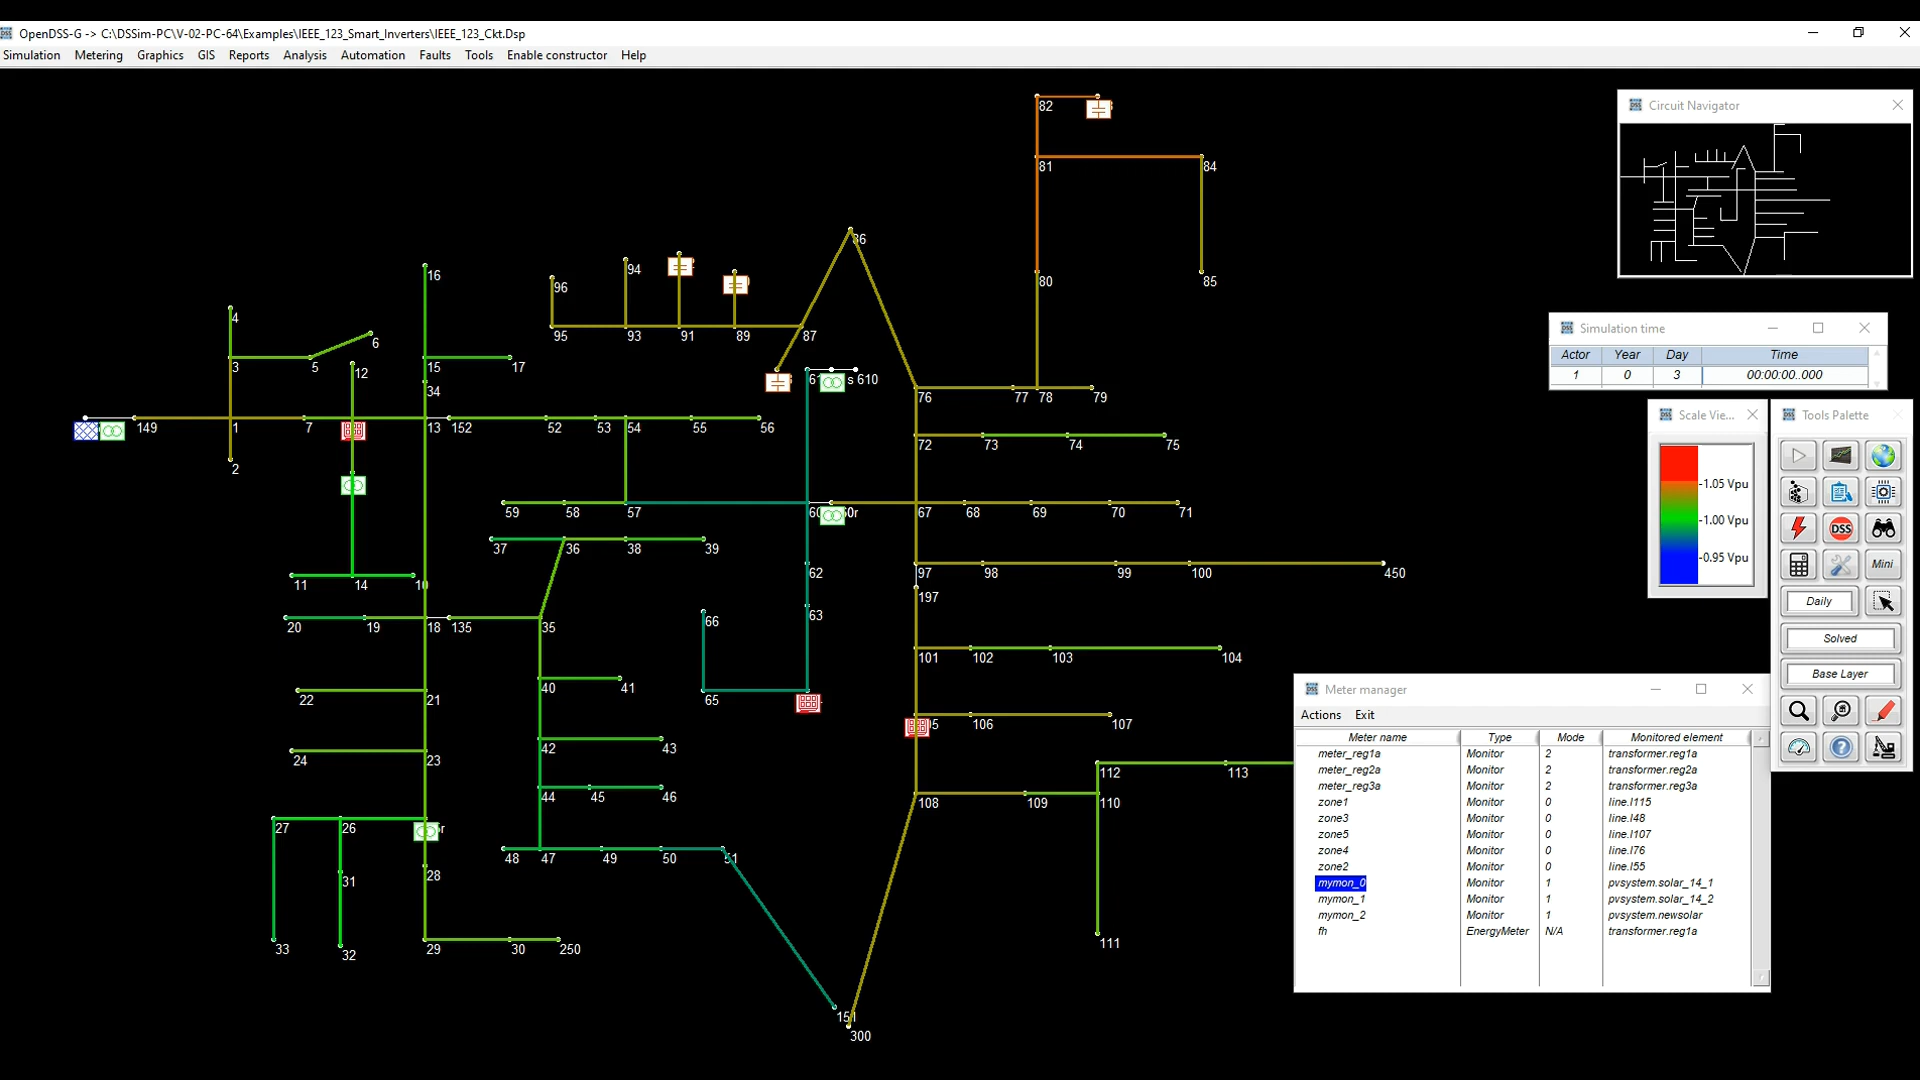 OpenDSS-G -> C:\DSSim-PC\V-02-PC-64\Examples\IEEE_123_Smart_Inverters\IEEE_123_Ckt.Dsp
Simulation Metering Graphics GIS Reports Analysis Automation Faults Tools Enable constructor Help
82
81 84
80 85
86
16 94 96
4 95 93 91 89 87
6
3 5 12 15 17
34
s 610
76 77 78 79
149 1 7 13 152 52 53 54 55 56
72 73 74 75
2
59 58 57 67 68 69 70 71
37 36 38 39
62 97 98 99 100 450
11 14 10
197
63 66
20 19 18 135 35
101 102 103 104
22 21 40 41 65
106 107
24 23 42 43
112 113
44 45 46
108 109 110
27 26
48 47 49 50 51
31 28
33 32 29 30 250
111
151
300
Circuit Navigator
Simulation time
Actor Year Day Time
1 0 3 00:00:00..000
Scale Vie...
1.05 Vpu
1.00 Vpu
0.95 Vpu
Tools Palette
DSS
Mini
Daily
Solved
Base Layer
Meter manager
Actions Exit
Meter name Type Mode Monitored element
meter_reg1a Monitor 2 transformer.reg1a
meter_reg2a Monitor 2 transformer.reg2a
meter_reg3a Monitor 2 transformer.reg3a
zone1 Monitor 0 line.l115
zone3 Monitor 0 line.l48
zone5 Monitor 0 line.l107
zone4 Monitor 0 line.l76
zone2 Monitor 0 line.l55
mymon_0 Monitor 1 pvsystem.solar_14_1
mymon_1 Monitor 1 pvsystem.solar_14_2
mymon_2 Monitor 1 pvsystem.newsolar
fh EnergyMeter N/A transformer.reg1a